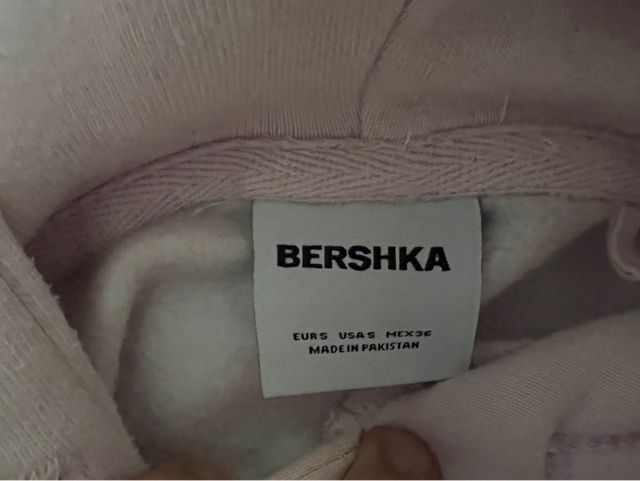 BERSHKA
EUR S USA S MEX 36
MADE IN PAKISTAN